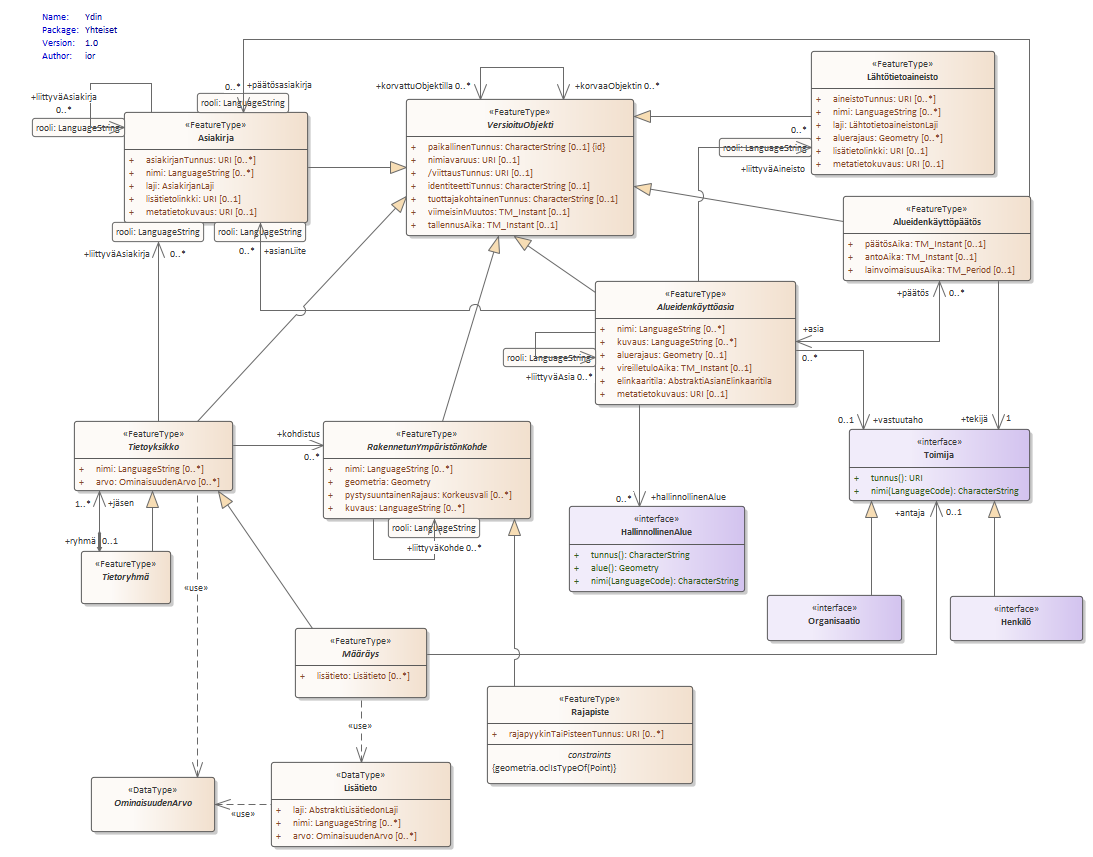 Name: Ydin
Package: Yhteiset
Version: 1.0
Author: ior
+liittyväAsiakirja
0..*
rooli: LanguageString
0..*
+päätösasiakirja
rooli: LanguageString
«FeatureType»
Asiakirja
+ asiakirjanTunnus: URI [0..*]
+ nimi: LanguageString [0..*]
+ laji: AsiakirjanLaji
+ lisätietolinkki: URI [0..1]
+ metatietokuvaus: URI [0..1]
rooli: LanguageString
rooli: LanguageString
+liittyväAsiakirja
0..*
0..*
+asianLiite
+korvattuObjektilla 0..*
+korvaaObjektin 0..*
«FeatureType»
VersioituObjekti
+ paikallinenTunnus: CharacterString [0..1] {id}
+ nimiavaruus: URI [0..1]
+ /viittausTunnus: URI [0..1]
+ identiteettiTunnus: CharacterString [0..1]
+ tuottajakohtainenTunnus: CharacterString [0..1]
+ viimeisinMuutos: TM_Instant [0..1]
+ tallennusAika: TM_Instant [0..1]
«FeatureType»
Lähtötietoaineisto
+ aineistoTunnus: URI [0..*]
+ nimi: LanguageString [0..*]
+ laji: LähtötietoaineistonLaji
+ aluerajaus: Geometry [0..*]
+ lisätietolinkki: URI [0..1]
+ metatietokuvaus: URI [0..1]
0..*
rooli: LanguageString
+liittyväAineisto
«FeatureType»
Alueidenkäyttöpäätös
+ päätösAika: TM_Instant [0..1]
+ antoAika: TM_Instant [0..1]
+ lainvoimaisuusAika: TM_Period [0..1]
+päätös
0..*
«FeatureType»
Alueidenkäyttöasia
+ nimi: LanguageString [0..*]
+ kuvaus: LanguageString [0..*]
+ aluerajaus: Geometry [0..1]
+ vireilletuloAika: TM_Instant [0..1]
+ elinkaaritila: AbstraktiAsianElinkaaritila
+ metatietokuvaus: URI [0..1]
rooli: LanguageString
+liittyväAsia 0..*
+asia
0..*
0..1
+vastuutaho
+tekijä
1
«FeatureType»
Tietoyksikko
+ nimi: LanguageString [0..*]
+ arvo: OminaisuudenArvo [0..*]
+kohdistus
0..*
«FeatureType»
RakennetunYmpäristönKohde
+ nimi: LanguageString [0..*]
+ geometria: Geometry
+ pystysuuntainenRajaus: Korkeusvali [0..*]
+ kuvaus: LanguageString [0..*]
rooli: LanguageString
+liittyväKohde 0..*
«interface»
Toimija
+ tunnus(): URI
+ nimi(LanguageCode): CharacterString
+antaja
0..1
1..*
+jäsen
+ryhmä
0..1
«FeatureType»
Tietoryhmä
0..*
+hallinnollinenAlue
«interface»
HallinnollinenAlue
+ tunnus(): CharacterString
+ alue(): Geometry
+ nimi(LanguageCode): CharacterString
«interface»
Organisaatio
«interface»
Henkilö
«use»
«FeatureType»
Määräys
+ lisätieto: Lisätieto [0..*]
«use»
«FeatureType»
Rajapiste
+ rajapyykinTaiPisteenTunnus: URI [0..*]
constraints
{geometria.oclIsTypeOf(Point)}
«DataType»
OminaisuudenArvo
«use»
«DataType»
Lisätieto
+ laji: AbstraktiLisätiedonLaji
+ nimi: LanguageString [0..*]
+ arvo: OminaisuudenArvo [0..*]